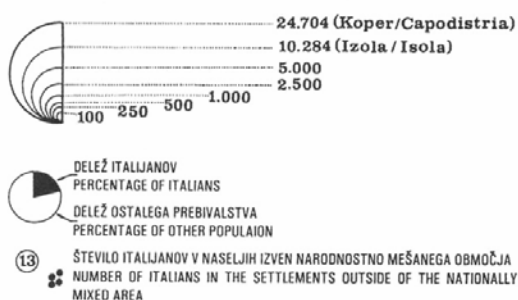 24.704 (Koper/Capodistria)
10.284 (Izola / Isola)
5.000
2.500
1.000
500
250
100
DELEŽ ITALIJANOV
PERCENTAGE OF ITALIANS
DELEŽ OSTALEGA PREBIVALSTVA
PERCENTAGE OF OTHER POPULAION
13 ŠTEVILO ITALIJANOV V NASELJIH IZVEN NARODNOSTNO MEŠANEGA OBMOČJA
NUMBER OF ITALIANS IN THE SETTLEMENTS OUTSIDE OF THE NATIONALLY
MIXED AREA